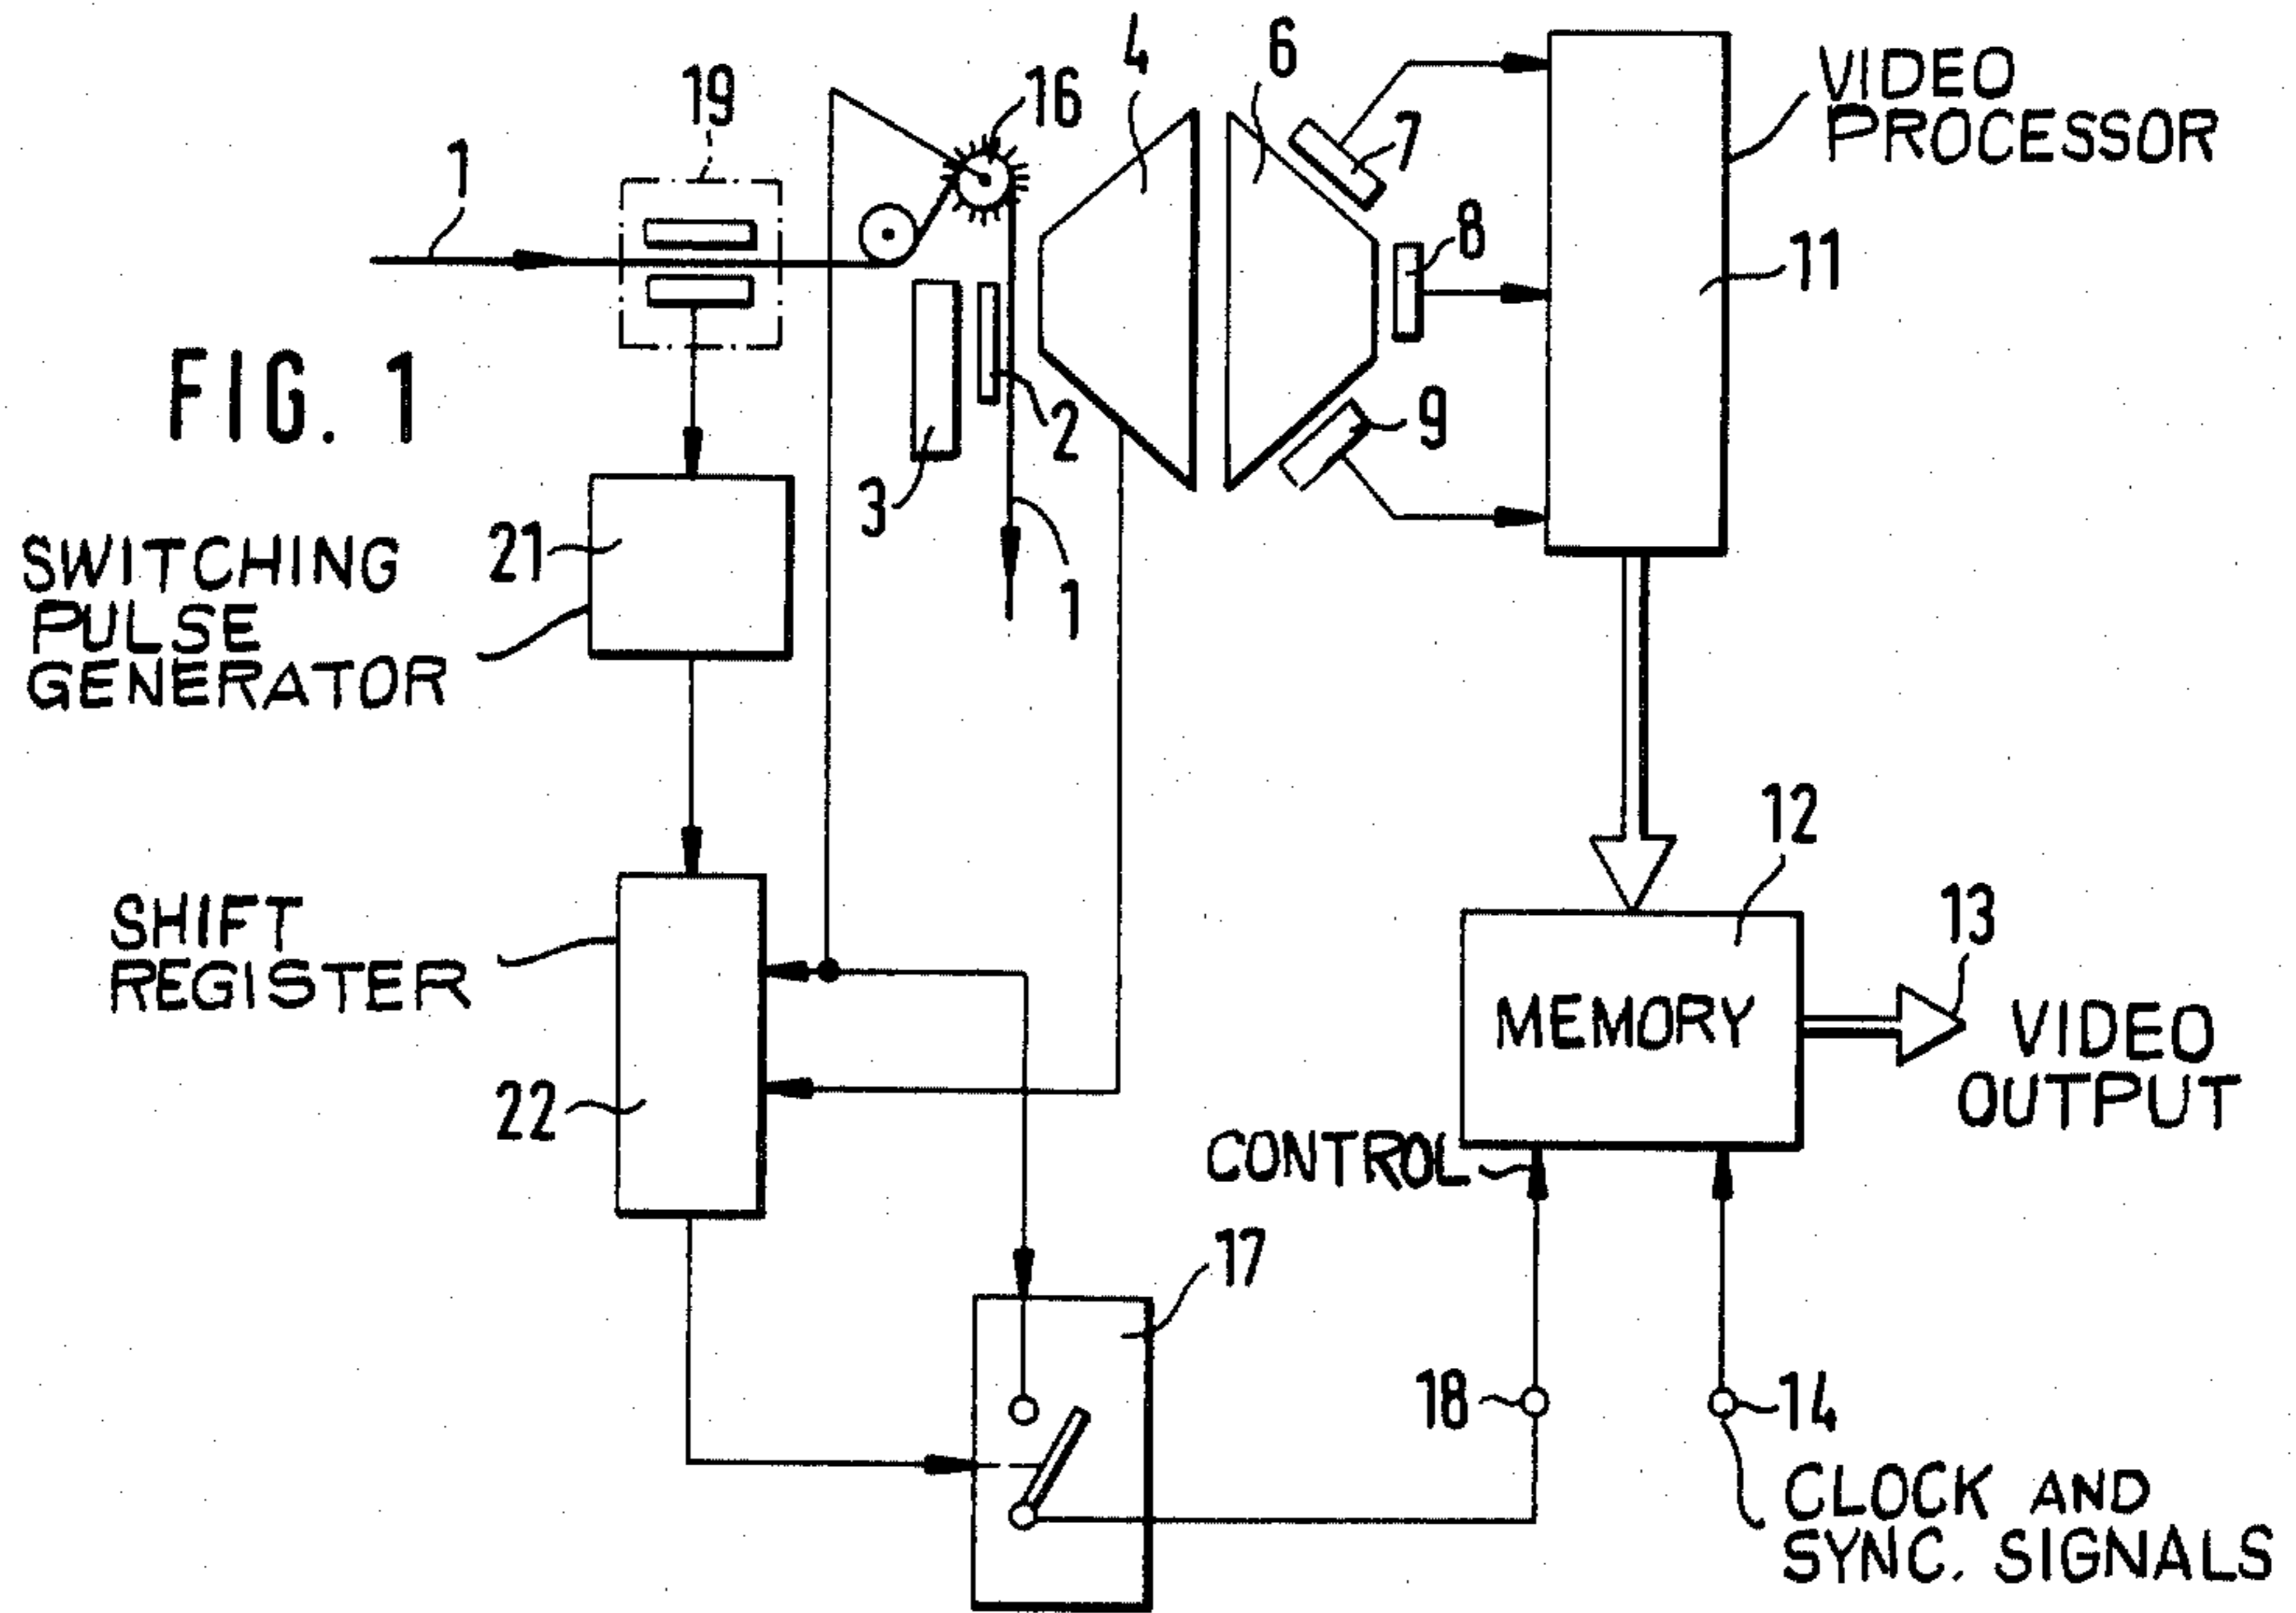 4
6
19
16
VIDEO
PROCESSOR
1
7
8
11
FIG. 1
2
9
3
21
SWITCHING
PULSE
GENERATOR
1
12
13
SHIFT
REGISTER
MEMORY
VIDEO
OUTPUT
22
CONTROL
17
18
14
CLOCK AND
SYNC. SIGNALS